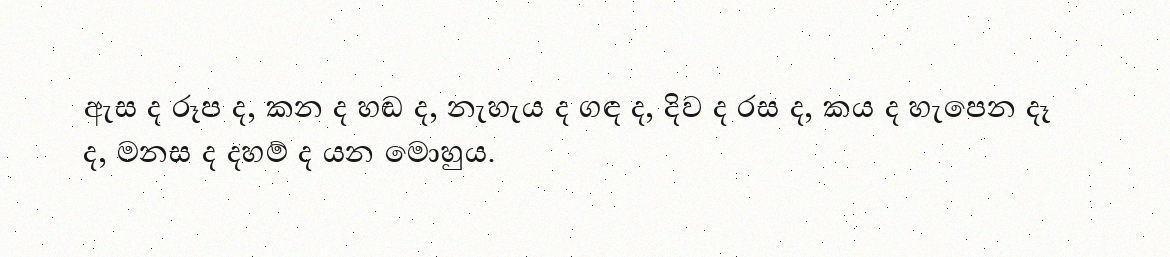 ඇස ද රූප ද, කන ද හඬ ද, නැහැය ද ගඳ ද, දිව ද රස ද, කය ද හැපෙන දෑ
ද, මනස ද දහම් ද යන මොහුය.